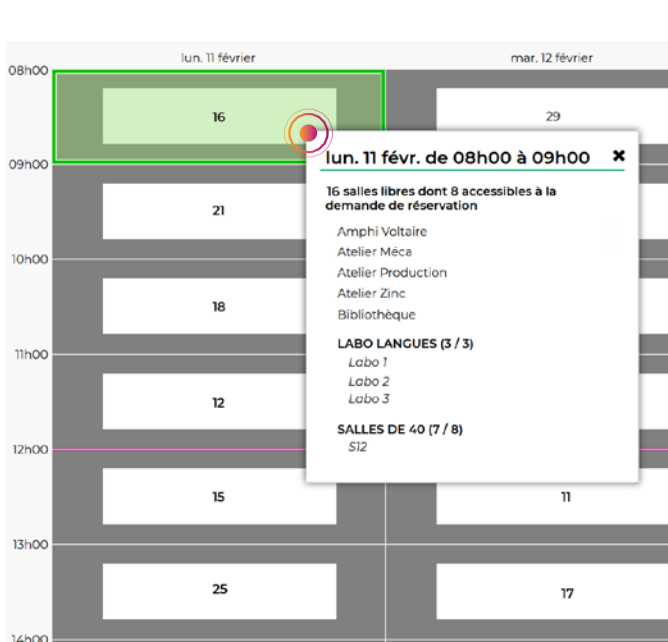 lun. 11 février
mar. 12 février
08h00
16
29
lun. 11 févr. de 08h00 à 09h00 ✖
16 salles libres dont 8 accessibles à la
demande de réservation
Amphi Voltaire
Atelier Méca
Atelier Production
Atelier Zinc
Bibliothèque
LABO LANGUES (3 / 3)
Labo 1
Labo 2
Labo 3
SALLES DE 40 (7 / 8)
S12
09h00
21
10h00
18
11h00
12
12h00
15
11
13h00
25
17
14h00